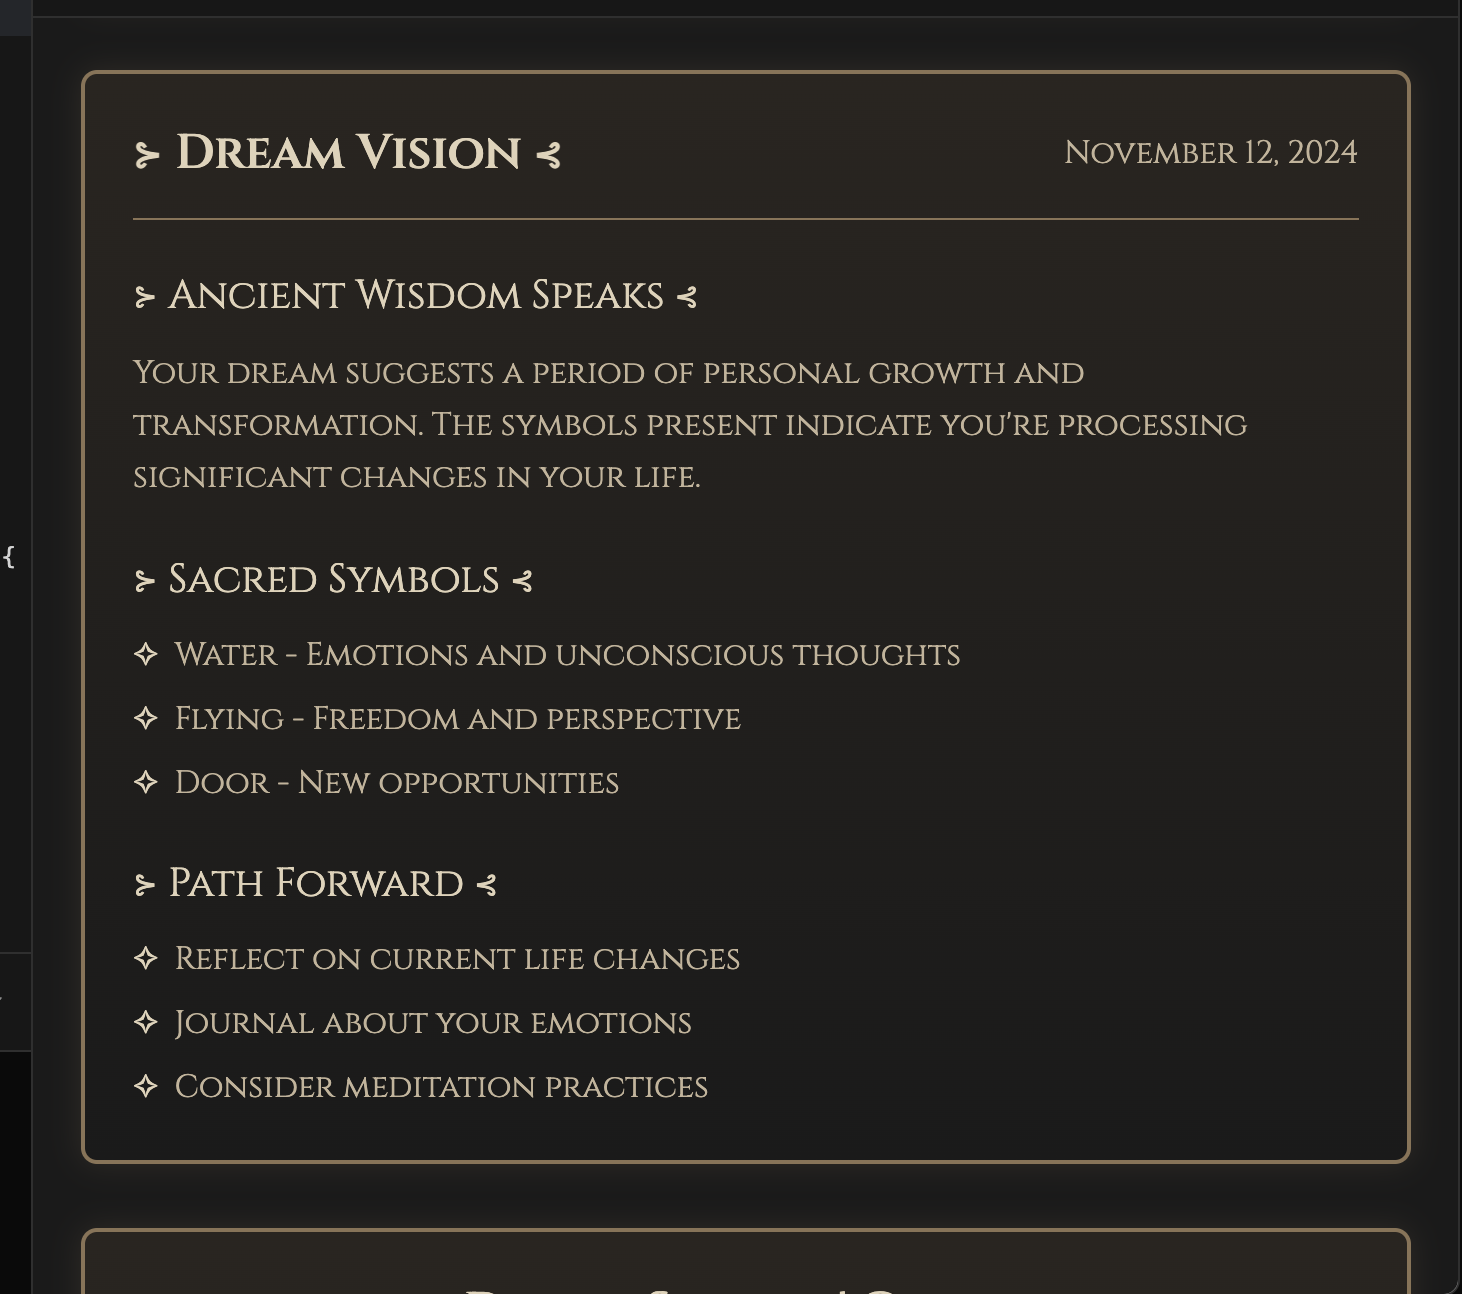 {
⊱ Dream Vision ⊰
November 12, 2024
⊱ Ancient Wisdom Speaks ⊰
Your dream suggests a period of personal growth and
transformation. The symbols present indicate you're processing
significant changes in your life.
⊱ Sacred Symbols ⊰
✧ Water - Emotions and unconscious thoughts
✧ Flying - Freedom and perspective
✧ Door - New opportunities
⊱ Path Forward ⊰
✧ Reflect on current life changes
✧ Journal about your emotions
✧ Consider meditation practices